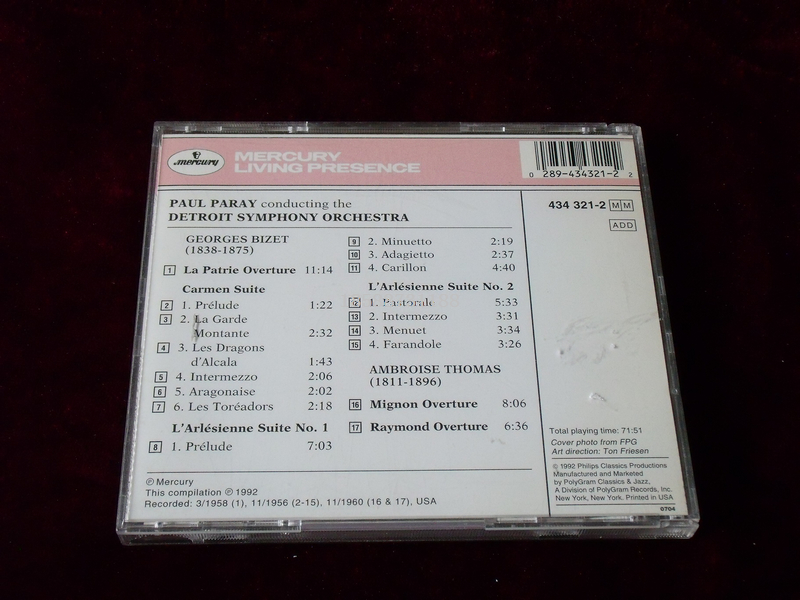 mercury
MERCURY
LIVING PRESENCE
0 289-434321-2 2
PAUL PARAY conducting the
DETROIT SYMPHONY ORCHESTRA
434 321-2 MM
ADD
GEORGES BIZET
(1838-1875)
1 La Patrie Overture 11:14
Carmen Suite
2 1. Prélude 1:22
3 2. La Garde
Montante 2:32
4 3. Les Dragons
d'Alcala 1:43
5 4. Intermezzo 2:06
6 5. Aragonaise 2:02
7 6. Les Toréadors 2:18
L'Arlésienne Suite No. 1
8 1. Prélude 7:03
9 2. Minuetto 2:19
10 3. Adagietto 2:37
11 4. Carillon 4:40
L'Arlésienne Suite No. 2
12 1. Pastorale 5:33
13 2. Intermezzo 3:31
14 3. Menuet 3:34
15 4. Farandole 3:26
AMBROISE THOMAS
(1811-1896)
16 Mignon Overture 8:06
17 Raymond Overture 6:36
Total playing time: 71:51
Cover photo from FPG
Art direction: Ton Friesen
© 1992 Philips Classics Productions
Manufactured and Marketed
by PolyGram Classics & Jazz,
A Division of PolyGram Records, Inc.
New York, New York. Printed in USA
0704
℗ Mercury
This compilation ℗ 1992
Recorded: 3/1958 (1), 11/1956 (2-15), 11/1960 (16 & 17), USA